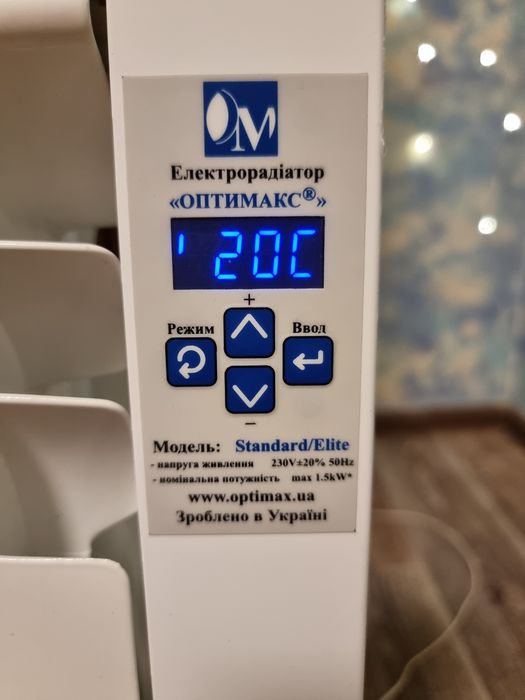 ОМ
Електрорадіатор
«ОПТИМАКС®»
' 20C
+
Режим
Ввод
−
Модель: Standard/Elite
- напруга живлення 230V±20% 50Hz
- номінальна потужність max 1.5kW*
www.optimax.ua
Зроблено в Україні